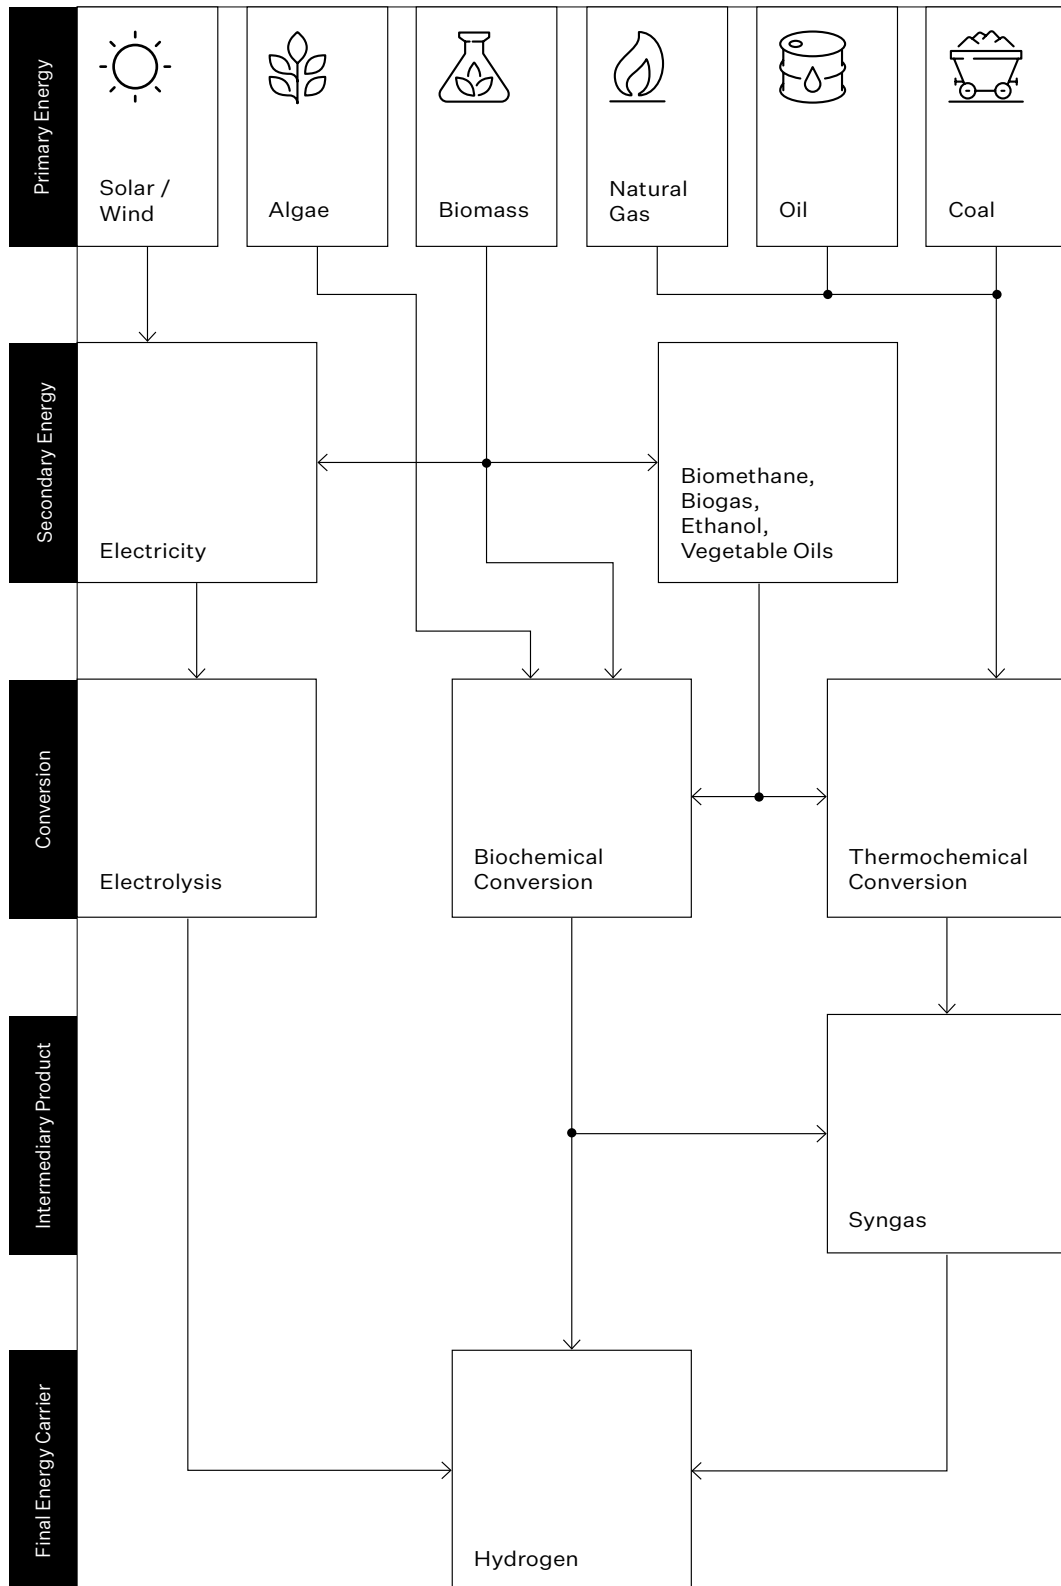 Primary Energy
Solar /
Wind
Algae
Biomass
Natural
Gas
Oil
Coal
Secondary Energy
Electricity
Biomethane,
Biogas,
Ethanol,
Vegetable Oils
Conversion
Electrolysis
Biochemical
Conversion
Thermochemical
Conversion
Intermediary Product
Syngas
Final Energy Carrier
Hydrogen